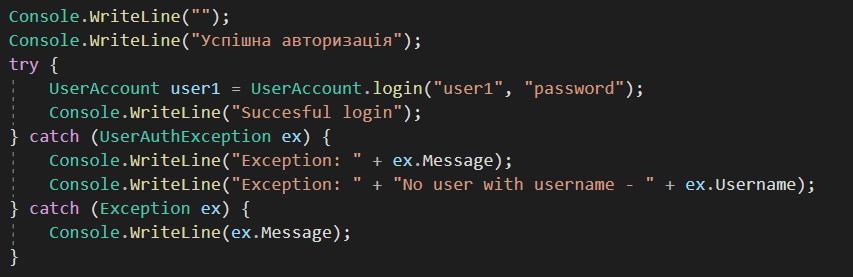 Console.WriteLine("");
Console.WriteLine("Успішна авторизація");
try {
    UserAccount user1 = UserAccount.login("user1", "password");
    Console.WriteLine("Succesful login");
} catch (UserAuthException ex) {
    Console.WriteLine("Exception: " + ex.Message);
    Console.WriteLine("Exception: " + "No user with username - " + ex.Username);
} catch (Exception ex) {
    Console.WriteLine(ex.Message);
}